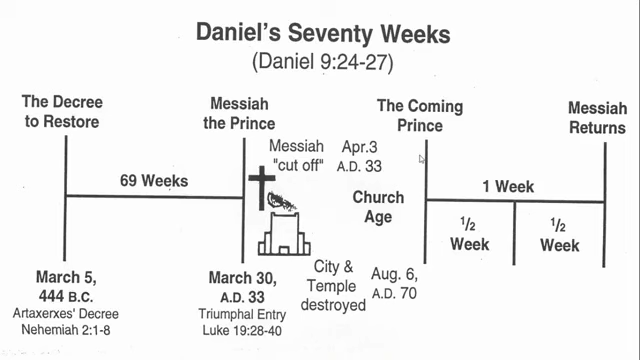 Daniel's Seventy Weeks
(Daniel 9:24-27)
The Decree
to Restore
Messiah
the Prince
The Coming
Prince
Messiah
Returns
Messiah
"cut off"
Apr.3
A.D. 33
69 Weeks
Church
Age
1 Week
1/2
Week
1/2
Week
City &
Temple
destroyed
Aug. 6,
A.D. 70
March 5,
444 B.C.
Artaxerxes' Decree
Nehemiah 2:1-8
March 30,
A.D. 33
Triumphal Entry
Luke 19:28-40